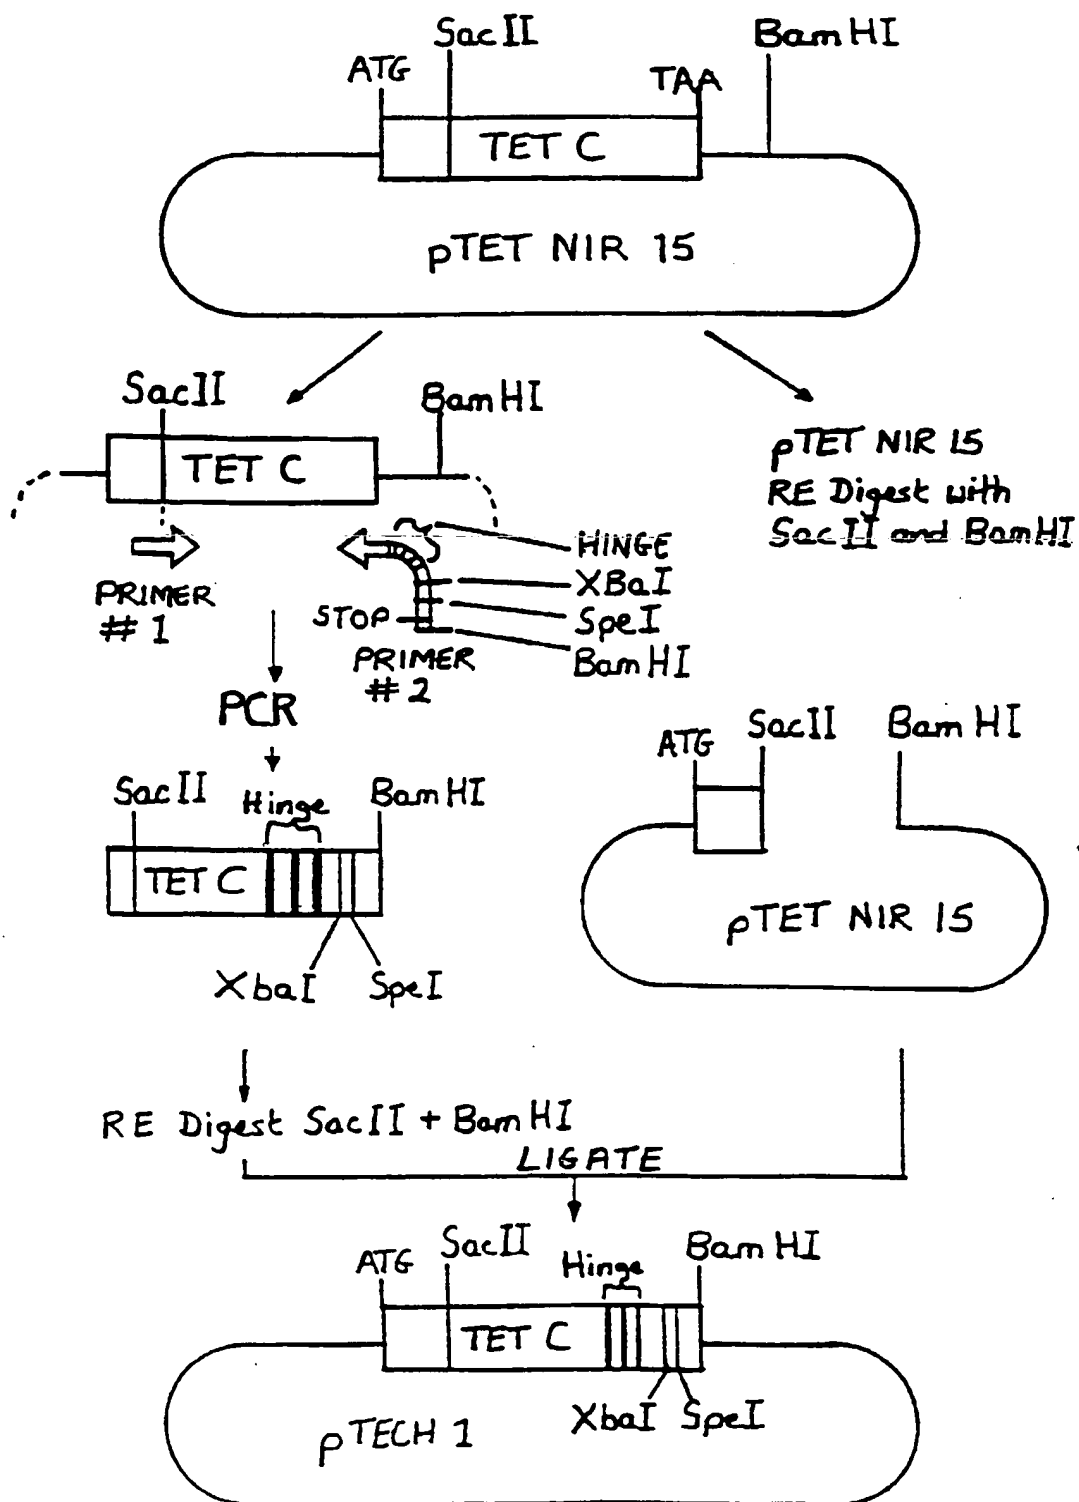 SacII
BamHI
ATG
TAA
TET C
pTET NIR 15
SacII
BamHI
TET C
pTET NIR 15
RE Digest with
SacII and BamHI
HINGE
XBaI
SpeI
BamHI
PRIMER
# 1
STOP
PRIMER
# 2
PCR
SacII
Hinge
BamHI
TET C
XbaI
SpeI
ATG
SacII
BamHI
pTET NIR 15
RE Digest SacII + BamHI
LIGATE
ATG
SacII
Hinge
BamHI
TET C
XbaI
SpeI
pTECH 1